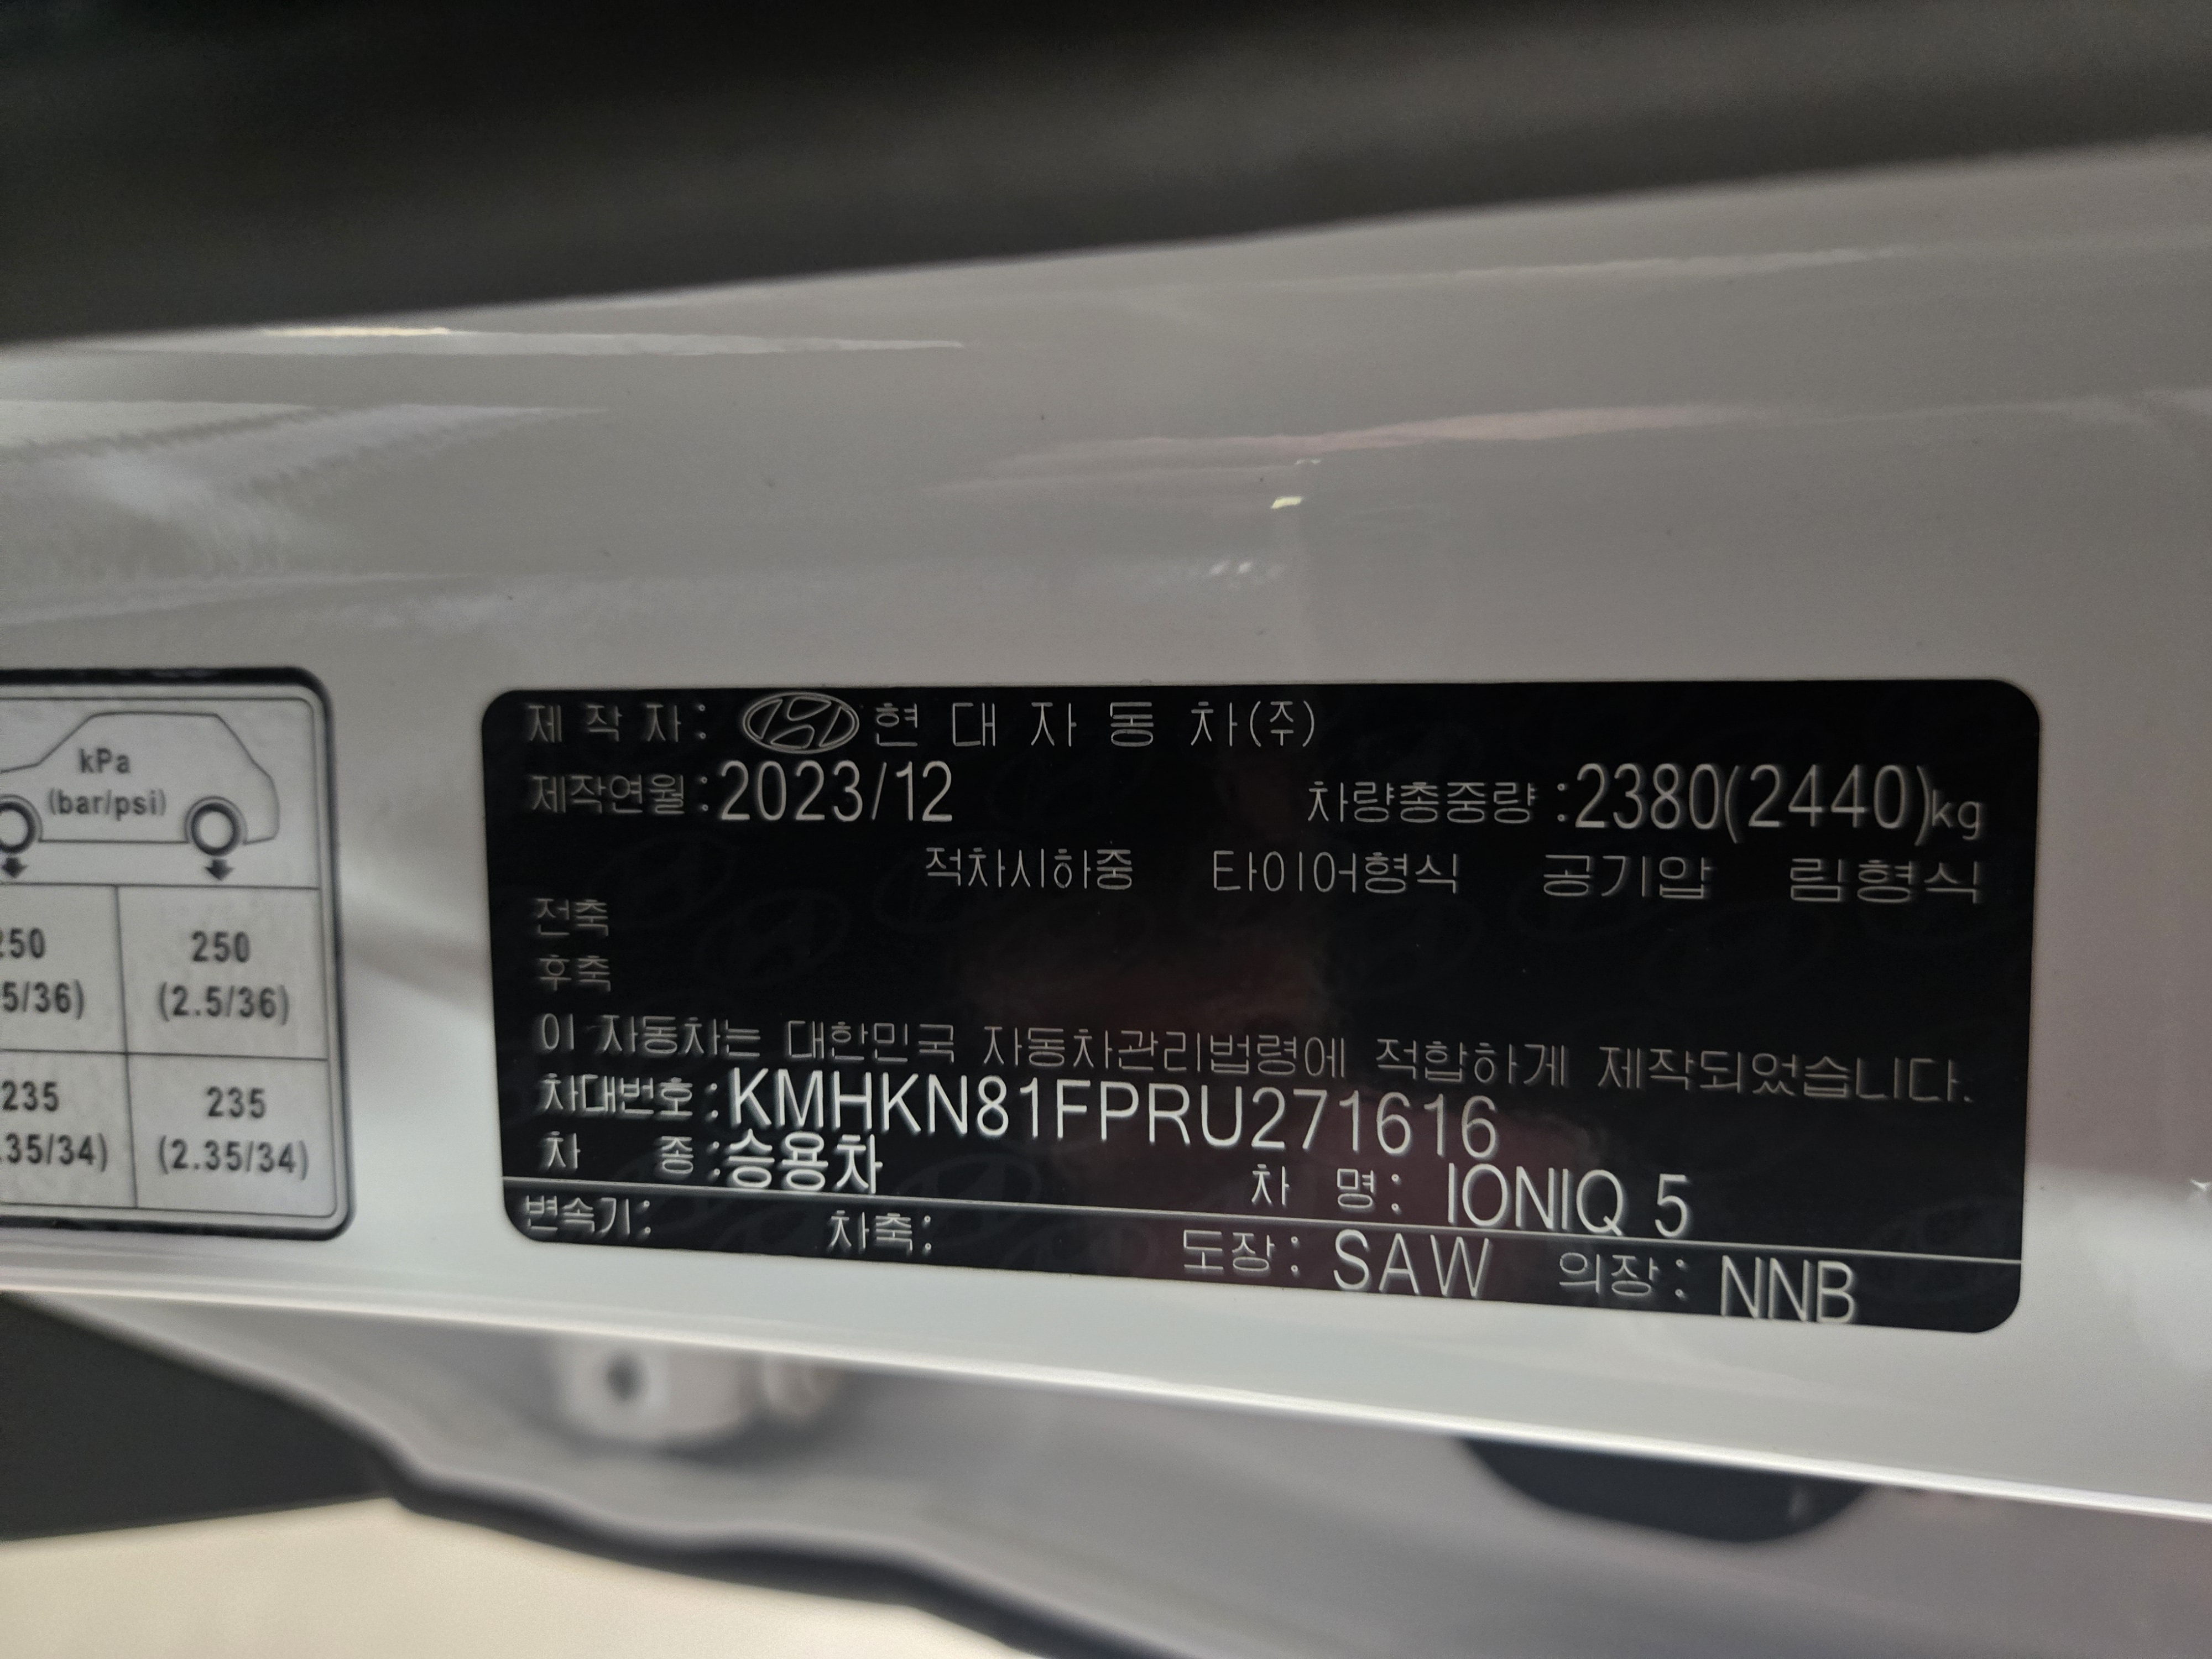 kPa
(bar/psi)
250
(2.5/36)
235
235
(2.35/34)
제 작 자 : 현 대 자 동 차(주)
제작연월 : 2023/12 차량총중량 : 2380(2440)kg
적차시하중 타이어형식 공기압 림형식
전축
후축
이 자동차는 대한민국 자동차관리법령에 적합하게 제작되었습니다.
차대번호 : KMHKN81FPRU271616
차 종 : 승용차 차 명 : IONIQ 5
변속기 : 차축 : 도장 : SAW 의장 : NNB